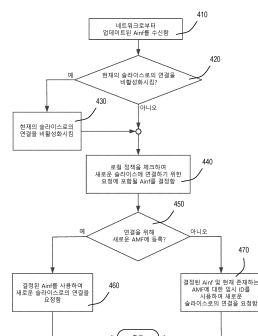 410
네트워크로부터
업데이트된 Ainf를 수신함
420
현재의 슬라이스로의 연결을
비활성화시킴?
예
430
아니오
현재의 슬라이스로의
연결을 비활성화시킴
440
로컬 정책을 체크하여
새로운 슬라이스에 연결하기 위한
요청에 포함될 Ainf를 결정함
450
연결을 위해
새로운 AMF에 등록?
예
아니오
470
결정된 Ainf를 사용하여
새로운 슬라이스로의 연결을
요청함
460
결정된 Ainf 및 현재 존재하는
AMF에 대한 임시 ID를
사용하여 새로운
슬라이스로의 연결을 요청함